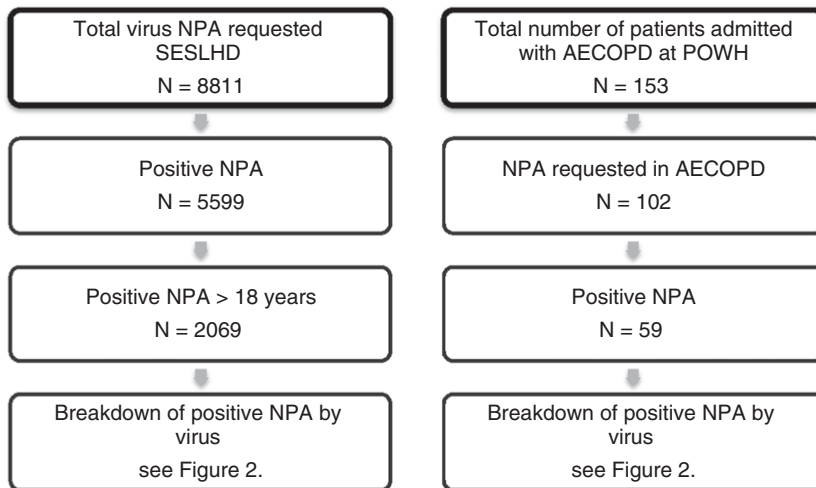 Total virus NPA requested
SESLHD
N = 8811
Positive NPA
N = 5599
Positive NPA > 18 years
N = 2069
Breakdown of positive NPA by
virus
see Figure 2.
Total number of patients admitted
with AECOPD at POWH
N = 153
NPA requested in AECOPD
N = 102
Positive NPA
N = 59
Breakdown of positive NPA by
virus
see Figure 2.